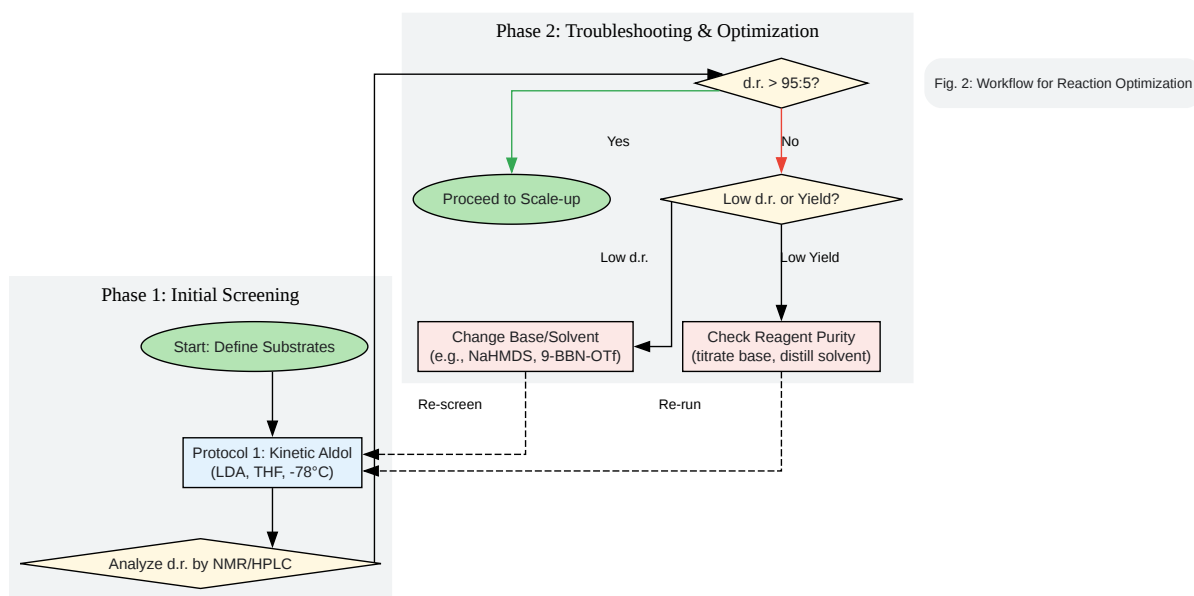 Phase 2: Troubleshooting & Optimization
d.r. > 95:5?
Fig. 2: Workflow for Reaction Optimization
Yes
No
Proceed to Scale-up
Low d.r. or Yield?
Low d.r.
Low Yield
Phase 1: Initial Screening
Start: Define Substrates
Change Base/Solvent
(e.g., NaHMDS, 9-BBN-OTf)
Check Reagent Purity
(titrate base, distill solvent)
Re-screen
Re-run
Protocol 1: Kinetic Aldol
(LDA, THF, -78°C)
Analyze d.r. by NMR/HPLC